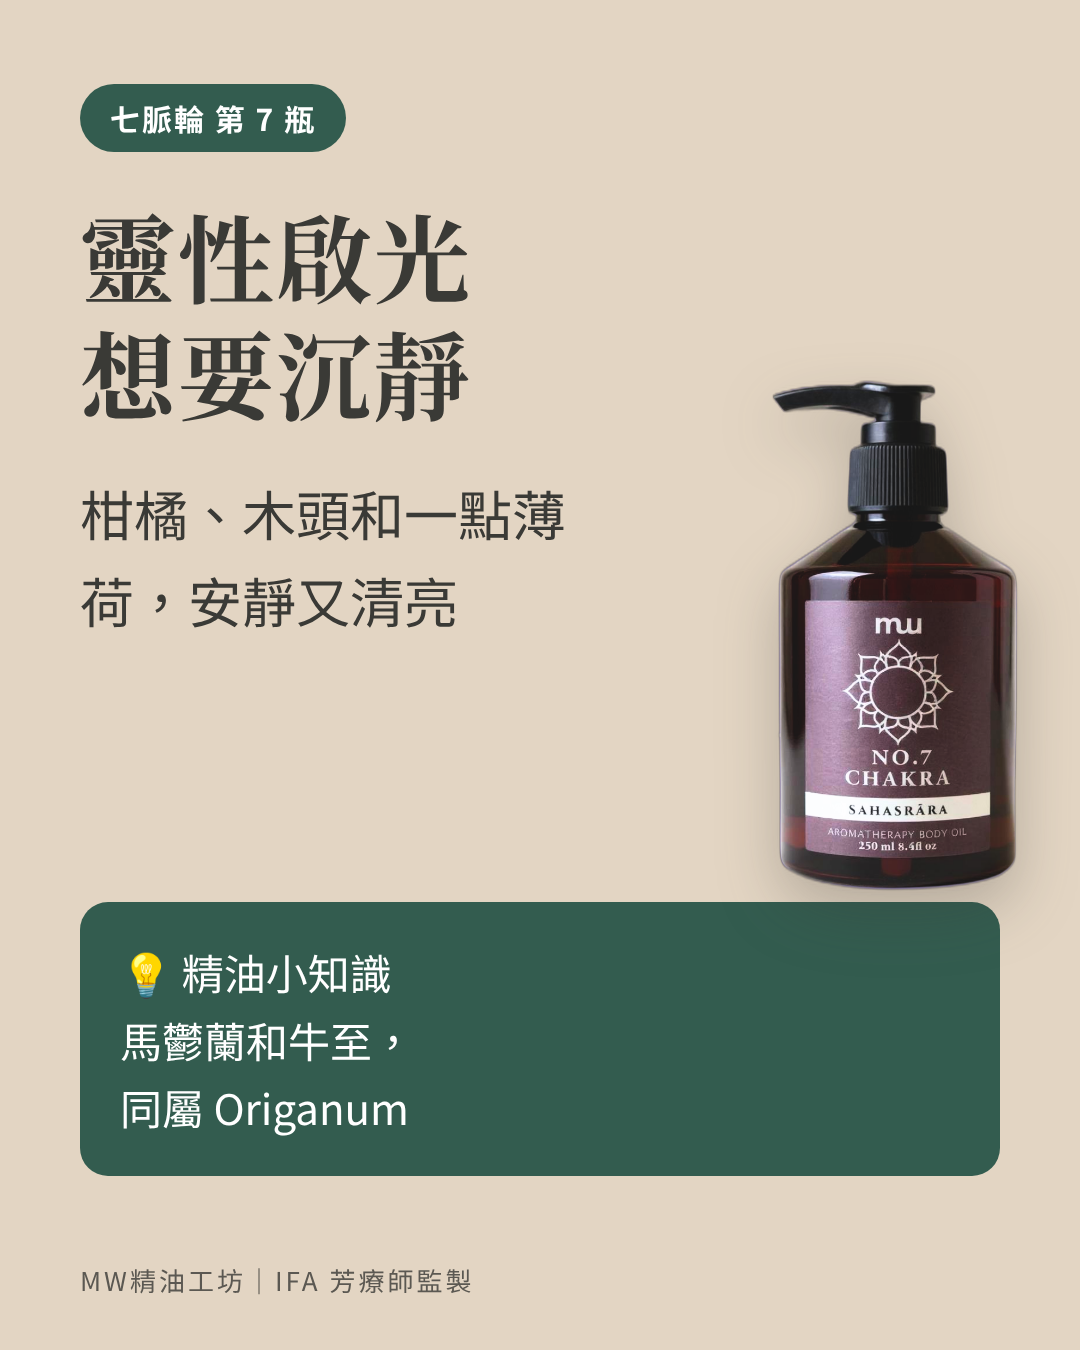 七脈輪 第 7 瓶
靈性啟光
想要沉靜
柑橘、木頭和一點薄
荷，安靜又清亮
mw
NO.7
CHAKRA
SAHASRĀRA
AROMATHERAPY BODY OIL
250 ml 8.4fl oz
💡 精油小知識
馬鬱蘭和牛至，
同屬 Origanum
MW精油工坊｜IFA 芳療師監製